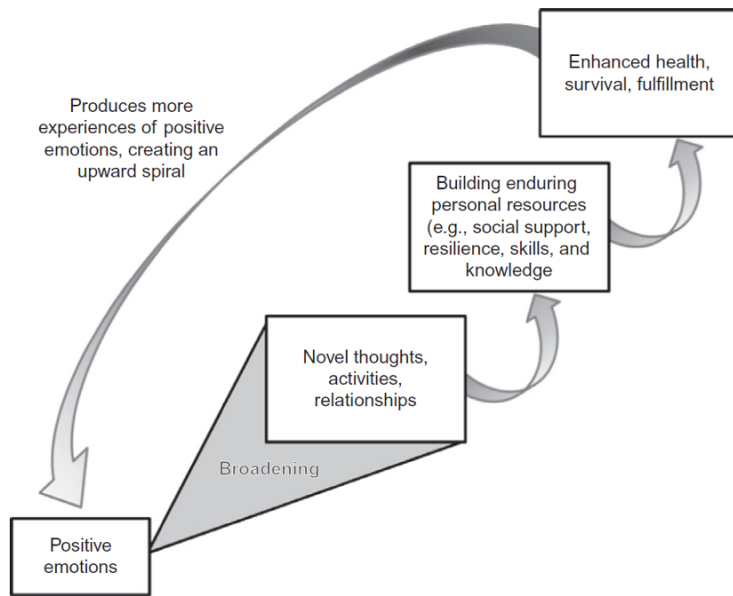 Enhanced health,
survival, fulfillment
Produces more
experiences of positive
emotions, creating an
upward spiral
Building enduring
personal resources
(e.g., social support,
resilience, skills, and
knowledge
Novel thoughts,
activities,
relationships
Broadening
Positive
emotions